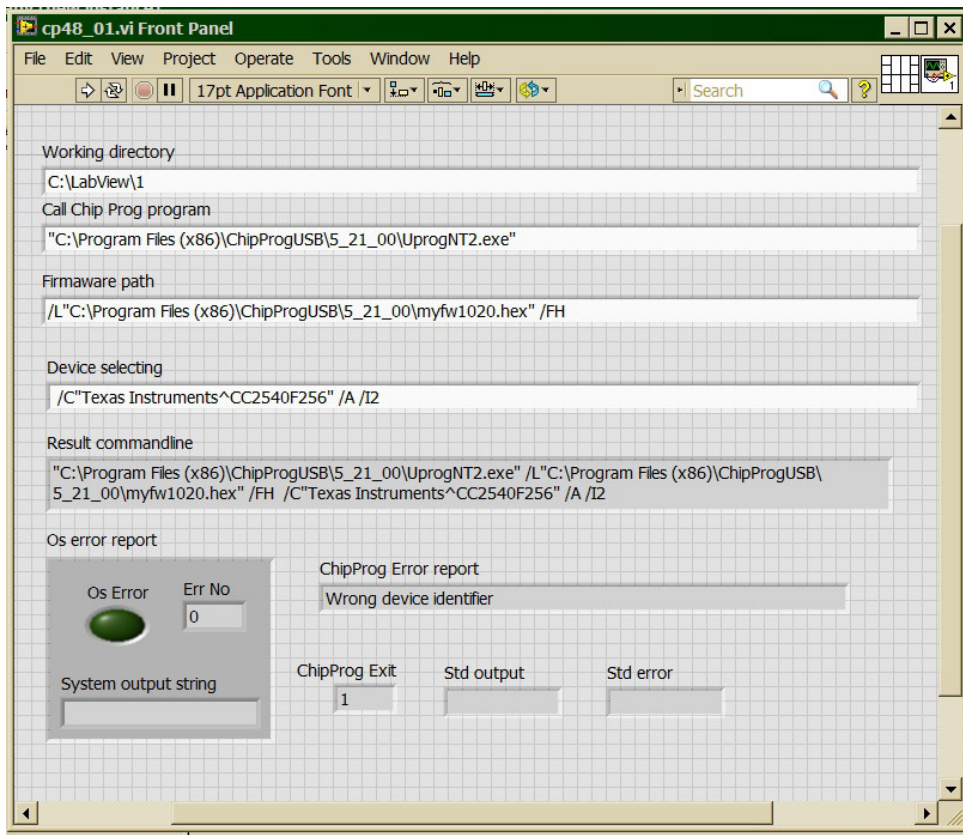 cp48_01.vi Front Panel
File Edit View Project Operate Tools Window Help
17pt Application Font
Search
1
Working directory
C:\LabView\1
Call Chip Prog program
"C:\Program Files (x86)\ChipProgUSB\5_21_00\UprogNT2.exe"
Firmaware path
/L"C:\Program Files (x86)\ChipProgUSB\5_21_00\myfw1020.hex" /FH
Device selecting
/C"Texas Instruments^CC2540F256" /A /I2
Result commandline
"C:\Program Files (x86)\ChipProgUSB\5_21_00\UprogNT2.exe" /L"C:\Program Files (x86)\ChipProgUSB\
5_21_00\myfw1020.hex" /FH  /C"Texas Instruments^CC2540F256" /A /I2
Os error report
Os Error
Err No
0
System output string
ChipProg Error report
Wrong device identifier
ChipProg Exit
1
Std output
Std error